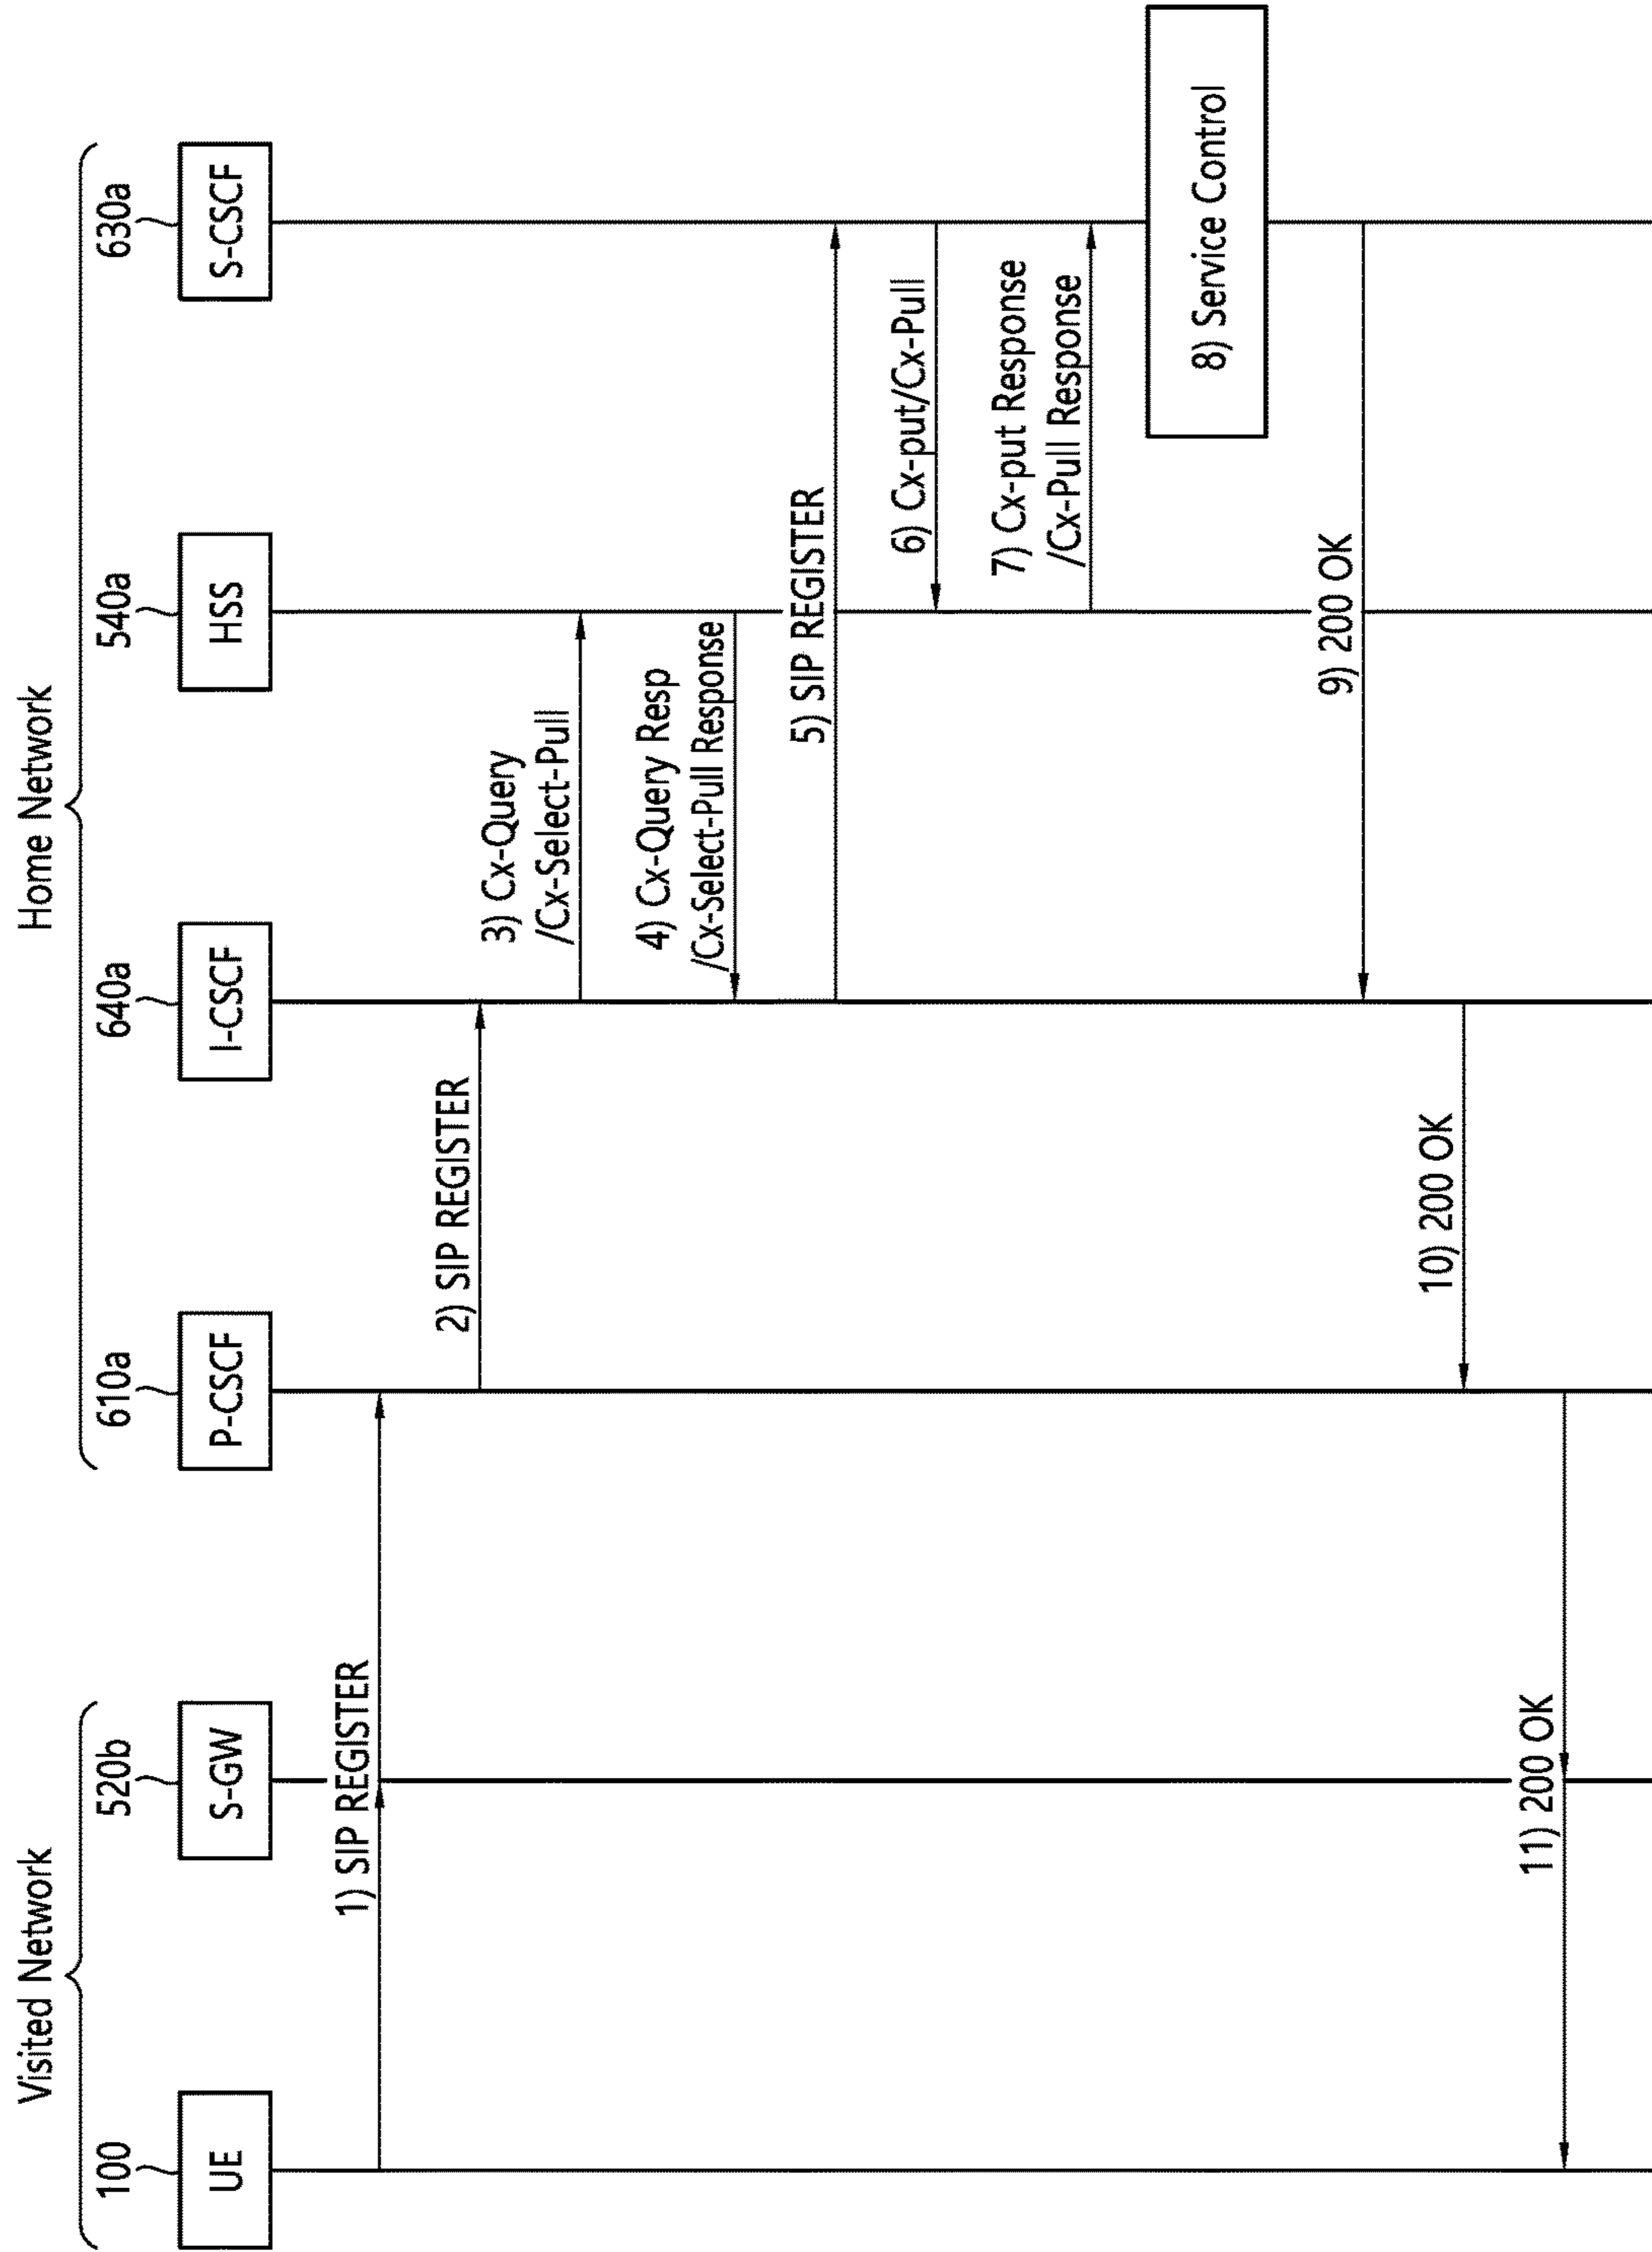 Visited Network
Home Network
100
520b
610a
640a
540a
630a
UE
S-GW
P-CSCF
I-CSCF
HSS
S-CSCF
1) SIP REGISTER
2) SIP REGISTER
3) Cx-Query
/Cx-Select-Pull
4) Cx-Query Resp
/Cx-Select-Pull Response
5) SIP REGISTER
6) Cx-put/Cx-Pull
7) Cx-put Response
/Cx-Pull Response
8) Service Control
9) 200 OK
10) 200 OK
11) 200 OK